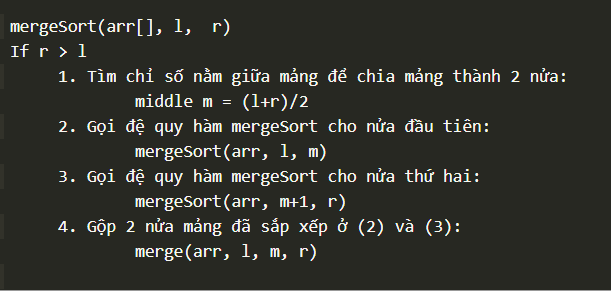 mergeSort(arr[], l,  r)
If r > l
     1. Tìm chỉ số nằm giữa mảng để chia mảng thành 2 nửa:
             middle m = (l+r)/2
     2. Gọi đệ quy hàm mergeSort cho nửa đầu tiên:
             mergeSort(arr, l, m)
     3. Gọi đệ quy hàm mergeSort cho nửa thứ hai:
             mergeSort(arr, m+1, r)
     4. Gộp 2 nửa mảng đã sắp xếp ở (2) và (3):
             merge(arr, l, m, r)